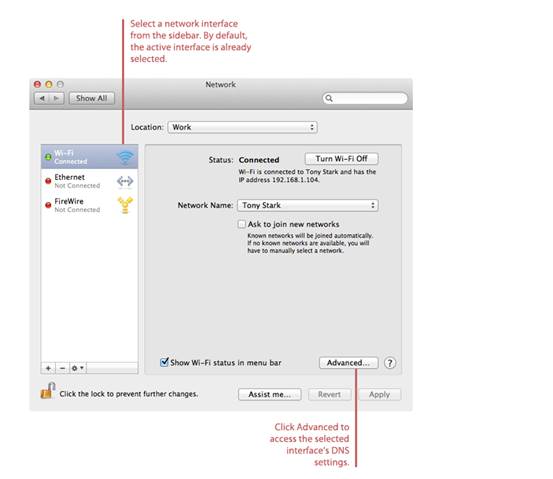 Select a network interface
from the sidebar. By default,
the active interface is already
selected.
Network
Show All
Location: Work
Wi-Fi
Connected
Ethernet
Not Connected
FireWire
Not Connected
Status: Connected Turn Wi-Fi Off
Wi-Fi is connected to Tony Stark and has the
IP address 192.168.1.104.
Network Name: Tony Stark
Ask to join new networks
Known networks will be joined automatically.
If no known networks are available, you will
have to manually select a network.
Show Wi-Fi status in menu bar Advanced... ?
Click the lock to prevent further changes. Assist me... Revert Apply
Click Advanced to
access the selected
interface's DNS
settings.